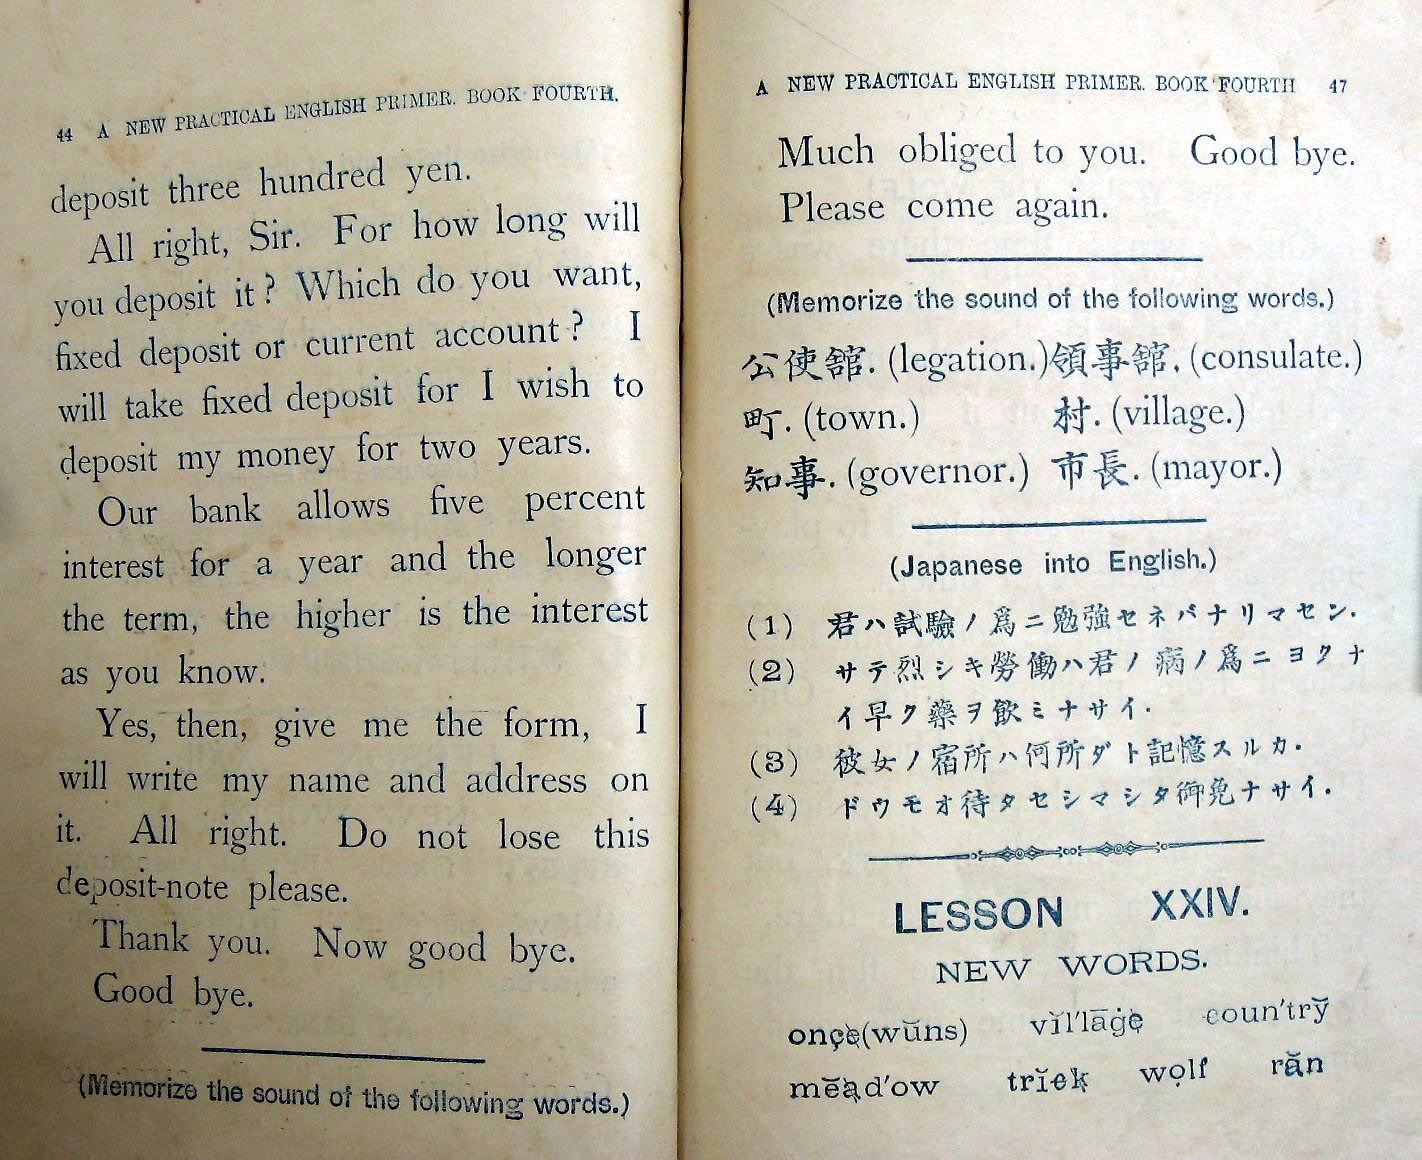 44 A NEW PRACTICAL ENGLISH PRIMER. BOOK FOURTH.
deposit three hundred yen.
All right, Sir. For how long will
you deposit it? Which do you want,
fixed deposit or current account? I
will take fixed deposit for I wish to
deposit my money for two years.
Our bank allows five percent
interest for a year and the longer
the term, the higher is the interest
as you know.
Yes, then, give me the form, I
will write my name and address on
it. All right. Do not lose this
deposit-note please.
Thank you. Now good bye.
Good bye.
(Memorize the sound of the following words.)
A NEW PRACTICAL ENGLISH PRIMER. BOOK FOURTH 47
Much obliged to you. Good bye.
Please come again.
(Memorize the sound of the following words.)
公使舘. (legation.) 領事舘. (consulate.)
町. (town.) 村. (village.)
知事. (governor.) 市長. (mayor.)
(Japanese into English.)
(1) 君ハ試驗ノ爲ニ勉強セネバナリマセン.
(2) サテ烈シキ勞働ハ君ノ病ノ爲ニヨクナ
イ早ク藥ヲ飲ミナサイ.
(3) 彼女ノ宿所ハ何所ダト記憶スルカ.
(4) ドウモオ待タセシマシタ御免ナサイ.
LESSON XXIV.
NEW WORDS.
onçe(wŭns) vĭl'lāġe coun'trў
mĕad'ow trĭck wọlf răn